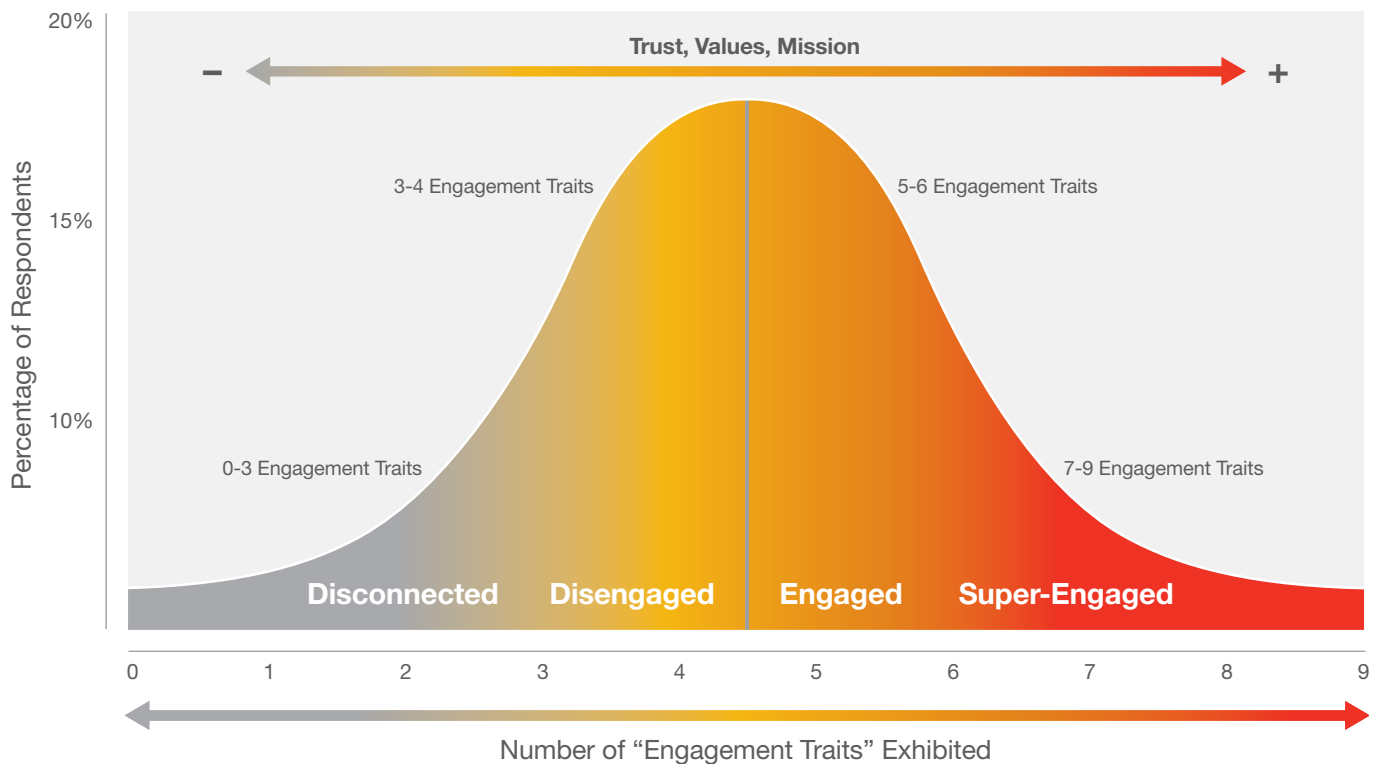 20%
Trust, Values, Mission
– +
3-4 Engagement Traits
5-6 Engagement Traits
15%
Percentage of Respondents
10%
0-3 Engagement Traits
7-9 Engagement Traits
Disconnected
Disengaged
Engaged
Super-Engaged
0 1 2 3 4 5 6 7 8 9
Number of “Engagement Traits” Exhibited